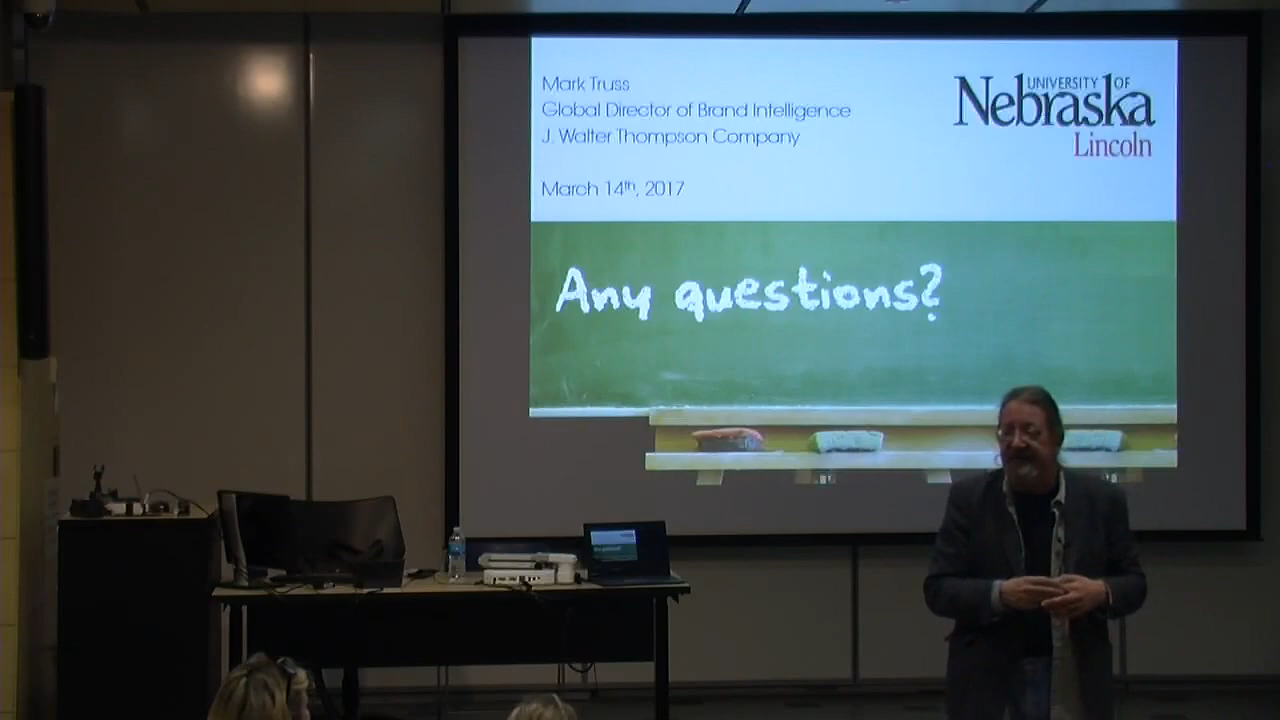 Mark Truss
Global Director of Brand Intelligence
J. Walter Thompson Company
March 14th, 2017
UNIVERSITY OF
Nebraska
Lincoln
Any questions?